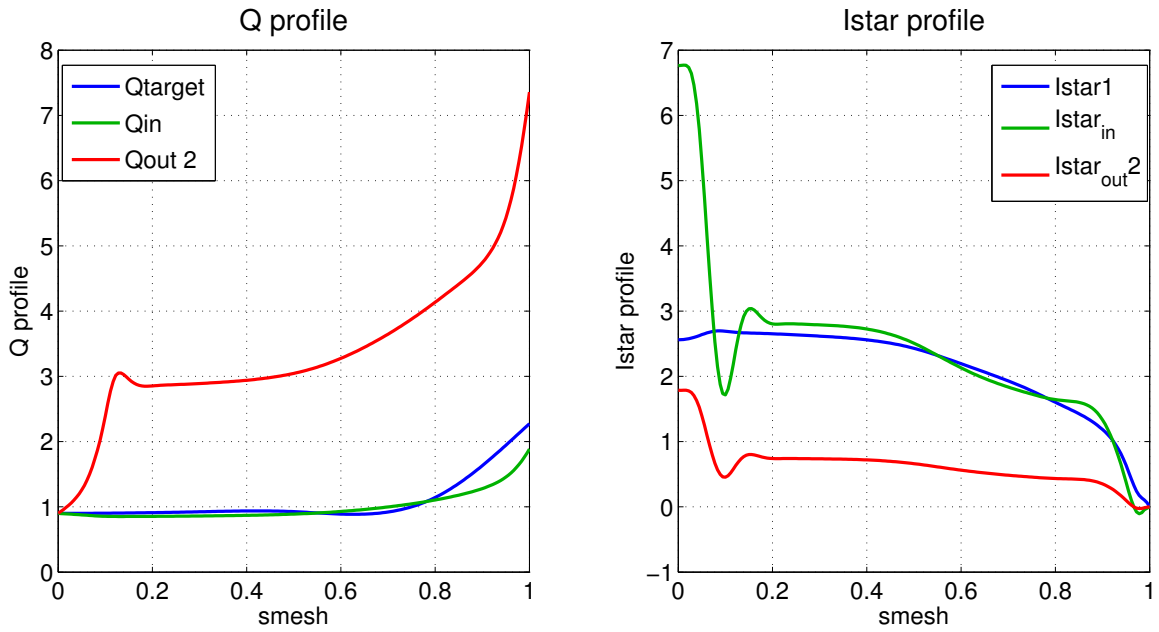 Q profile
8
7
6
5
4
3
2
1
0
Q profile
Qtarget
Qin
Qout 2
0
0.2
0.4
0.6
0.8
1
smesh
Istar profile
7
6
5
4
3
2
1
0
−1
Istar profile
Istar1
Istar_in
Istar_out2
0
0.2
0.4
0.6
0.8
1
smesh